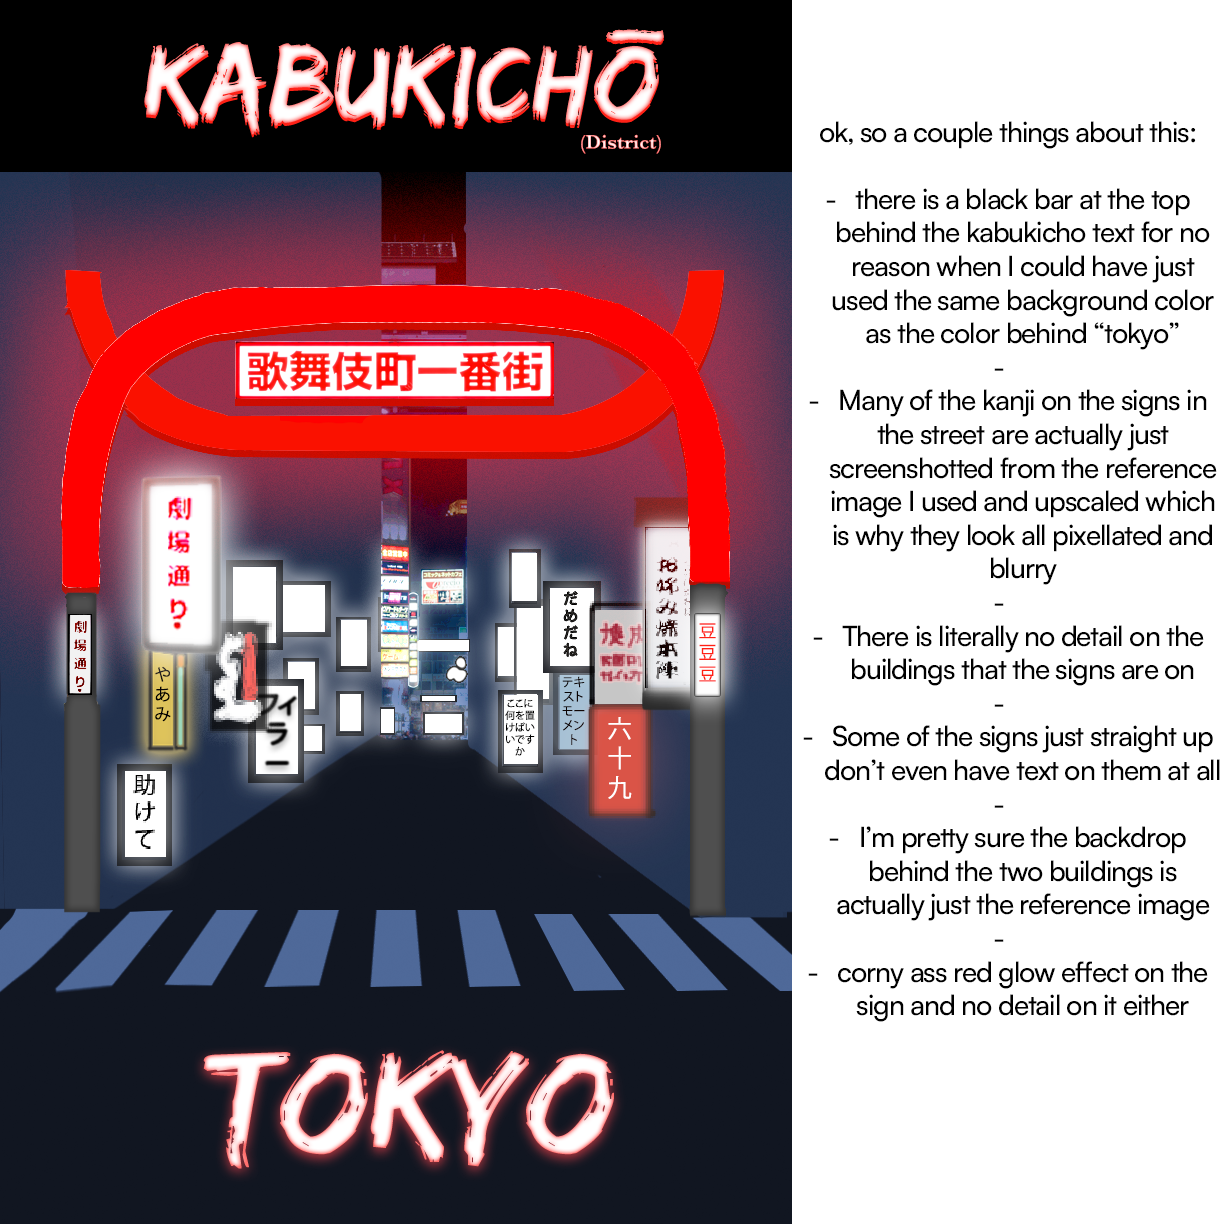 KABUKICHŌ
(District)
歌舞伎町一番街
劇場通り
劇場通り
やあみ
フィラー
助けて
だめだね
ここに何を置けばいいですか
テキストモーメント
六十九
豆豆豆
TOKYO
ok, so a couple things about this:
- there is a black bar at the top
behind the kabukicho text for no
reason when I could have just
used the same background color
as the color behind “tokyo”
-
- Many of the kanji on the signs in
the street are actually just
screenshotted from the reference
image I used and upscaled which
is why they look all pixellated and
blurry
-
- There is literally no detail on the
buildings that the signs are on
-
- Some of the signs just straight up
don’t even have text on them at all
-
- I’m pretty sure the backdrop
behind the two buildings is
actually just the reference image
-
- corny ass red glow effect on the
sign and no detail on it either